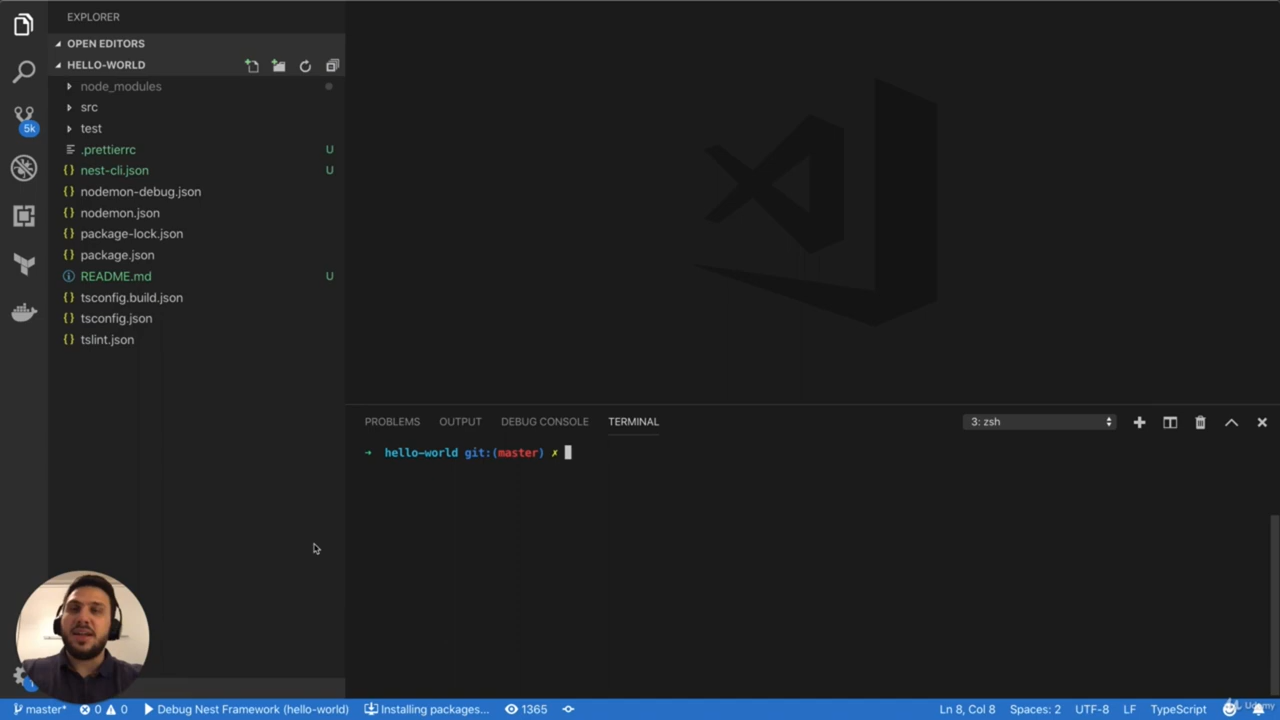 EXPLORER
OPEN EDITORS
HELLO-WORLD
node_modules
src
5k
test
.prettierrc U
nest-cli.json U
nodemon-debug.json
nodemon.json
package-lock.json
package.json
README.md U
tsconfig.build.json
tsconfig.json
tslint.json
PROBLEMS OUTPUT DEBUG CONSOLE TERMINAL 3: zsh
→ hello-world git:(master) ✗
master* 0 0 Debug Nest Framework (hello-world) Installing packages... 1365 Ln 8, Col 8 Spaces: 2 UTF-8 LF TypeScript
Udemy